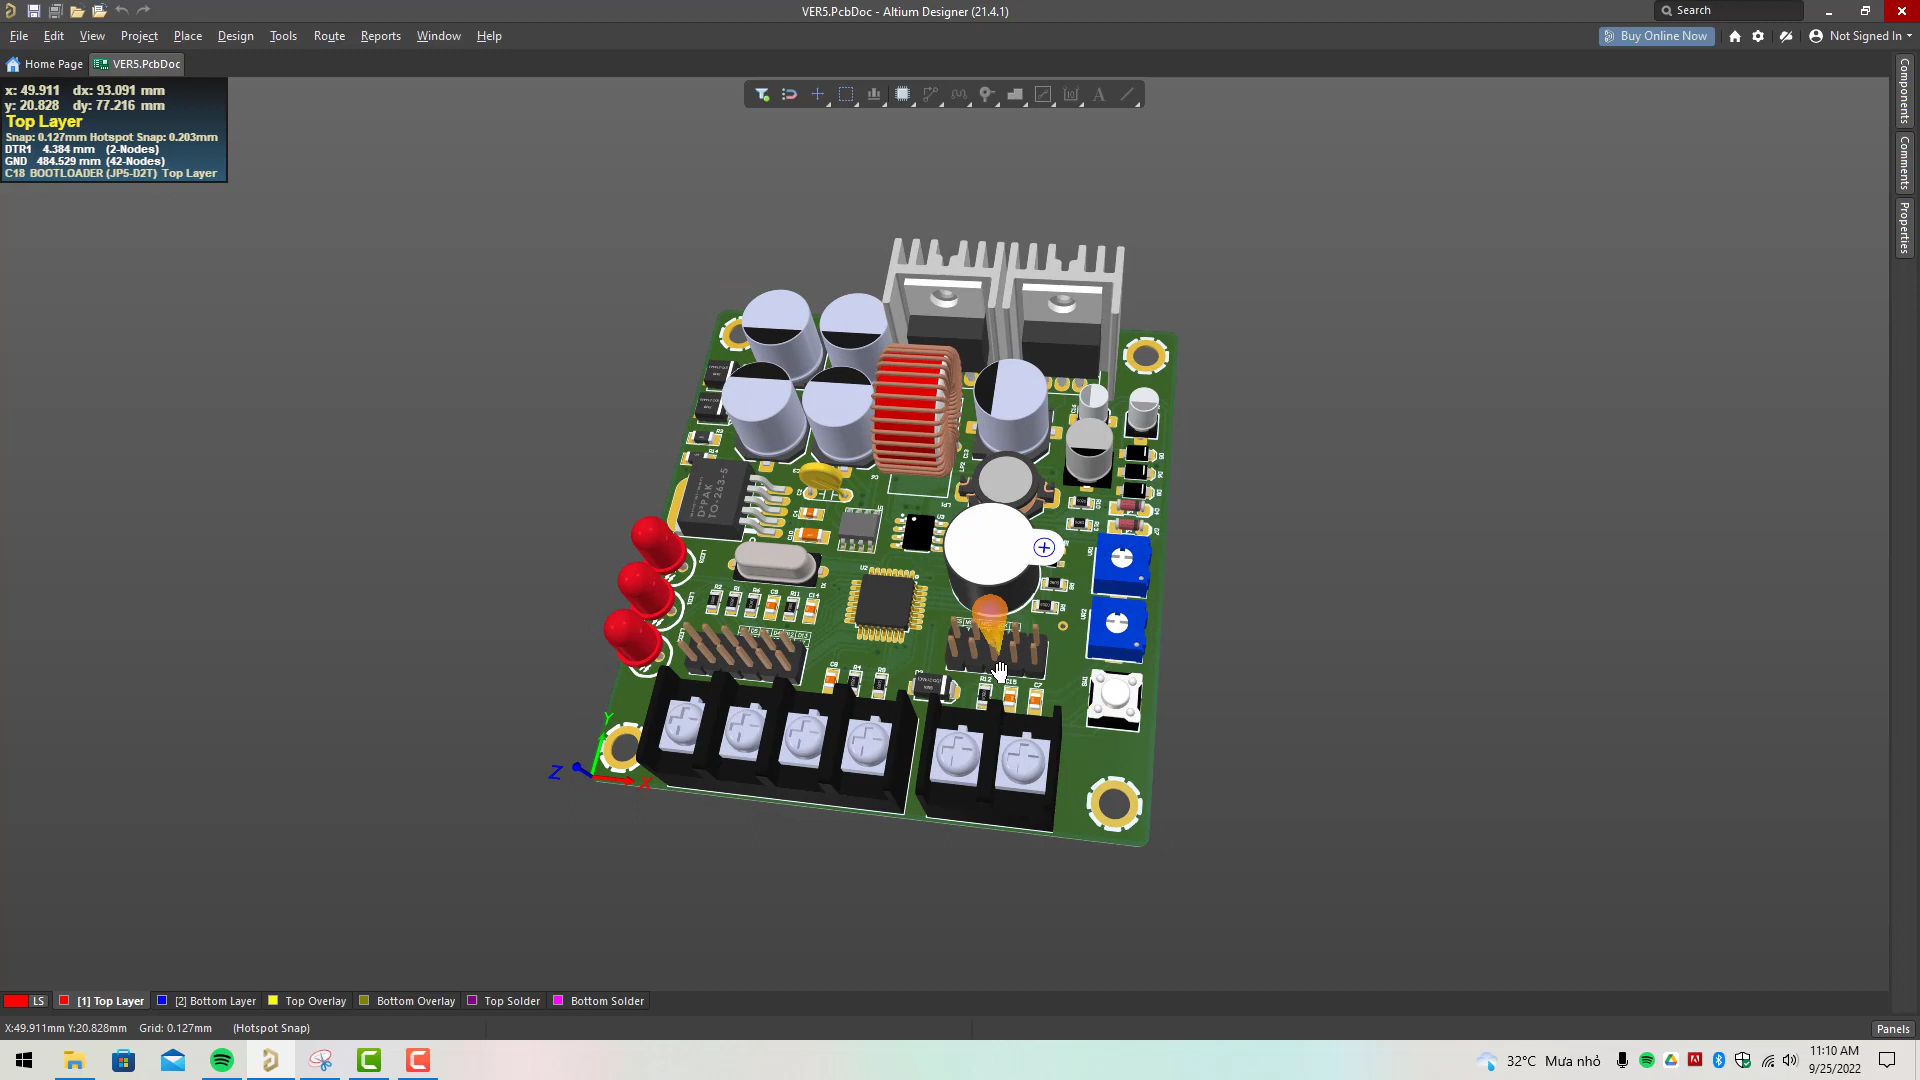 VER5.PcbDoc - Altium Designer (21.4.1)
Search
File Edit View Project Place Design Tools Route Reports Window Help
Buy Online Now
Not Signed In
Home Page
VER5.PcbDoc
x: 49.911 dx: 93.091 mm
y: 20.828 dy: 77.216 mm
Top Layer
Snap: 0.127mm Hotspot Snap: 0.203mm
DTR1 4.384 mm (2-Nodes)
GND 484.529 mm (42-Nodes)
C18 BOOTLOADER (JP5-D2T) Top Layer
Components
Comments
Properties
D²PAK
TO-263-5
U2
Z
Y
X
LS
[1] Top Layer
[2] Bottom Layer
Top Overlay
Bottom Overlay
Top Solder
Bottom Solder
X:49.911mm Y:20.828mm Grid: 0.127mm (Hotspot Snap)
Panels
32°C Mưa nhỏ
11:10 AM
9/25/2022